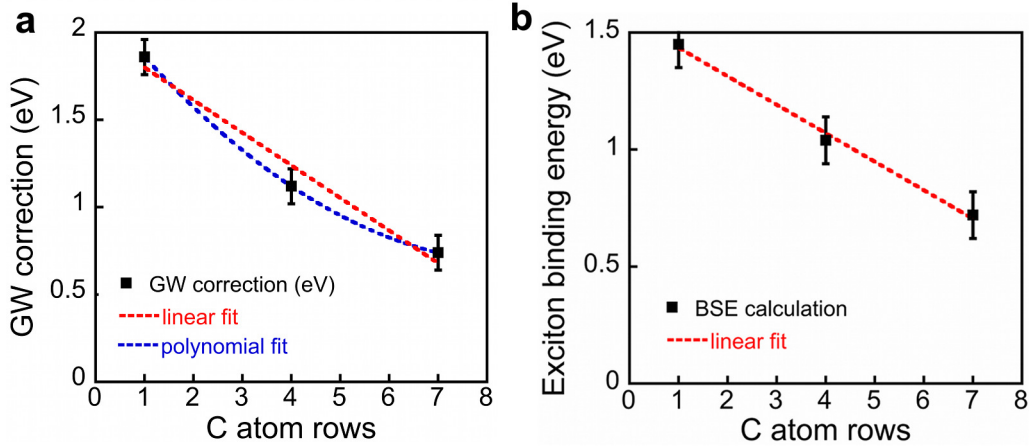 a
2
1.5
1
0.5
0
0 1 2 3 4 5 6 7 8
GW correction (eV)
C atom rows
GW correction (eV)
linear fit
polynomial fit
b
1.5
1
0.5
0
0 1 2 3 4 5 6 7 8
Exciton binding energy (eV)
C atom rows
BSE calculation
linear fit